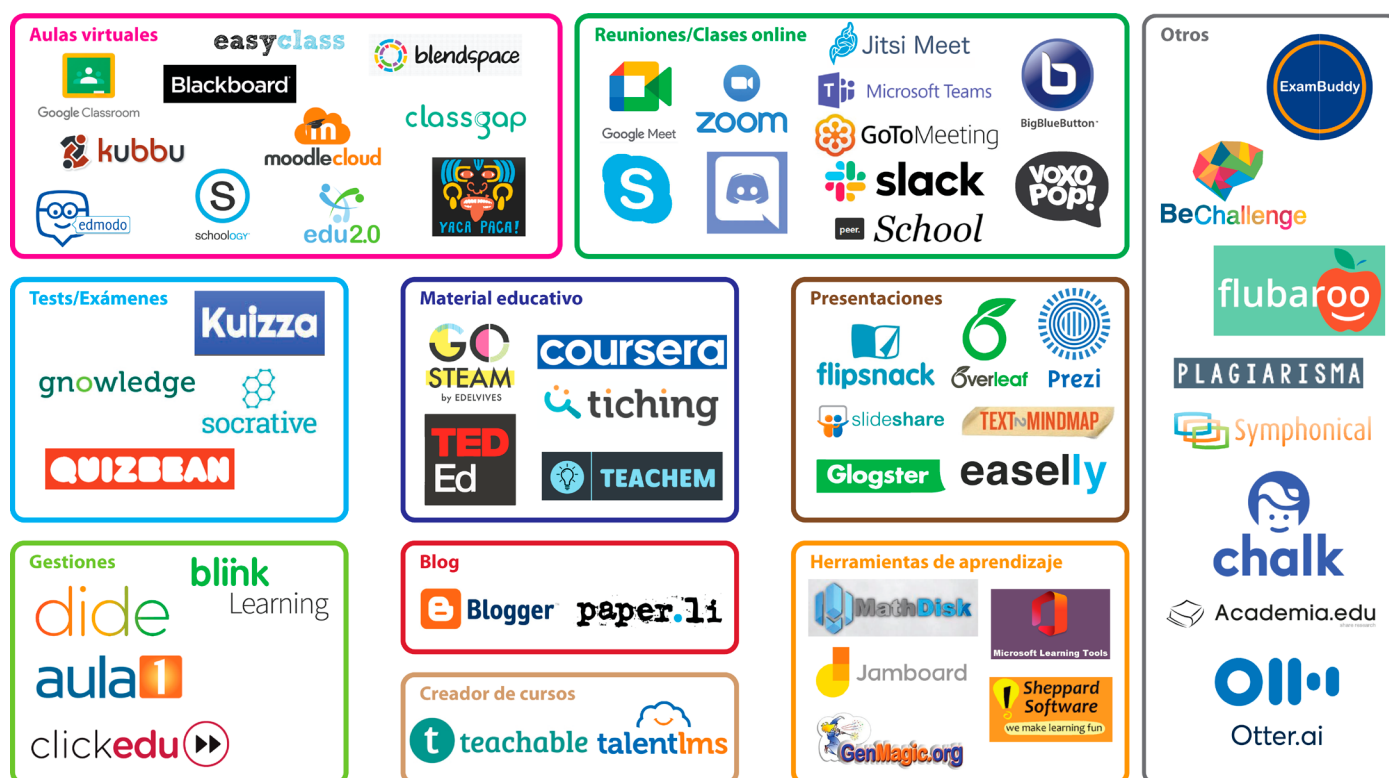 Aulas virtuales
easyclass
blendspace
Google Classroom
Blackboard
classgap
kubbu
moodlecloud
edmodo
S
schoology
edu2.0
YACA PACA!
Reuniones/Clases online
Jitsi Meet
Google Meet
zoom
Microsoft Teams
b
BigBlueButton
GoToMeeting
S
slack
VOXO
POP!
peer. School
Otros
ExamBuddy
BeChallenge
flubaroo
PLAGIARISMA
Symphonical
chalk
Academia.edu
share research
Otter.ai
Tests/Exámenes
Kuizza
gnowledge
socrative
QUIZBEAN
Material educativo
GO
STEAM
by EDELVIVES
coursera
tiching
TED
Ed
TEACHEM
Presentaciones
flipsnack
Overleaf
Prezi
slideshare
TEXT2MINDMAP
Glogster
easelly
Gestiones
dide
blink
Learning
aula1
clickedu
Blog
Blogger
paper.li
Creador de cursos
t teachable
talentlms
Herramientas de aprendizaje
MathDisk
Microsoft Learning Tools
Jamboard
Sheppard
Software
we make learning fun
GenMagic.org